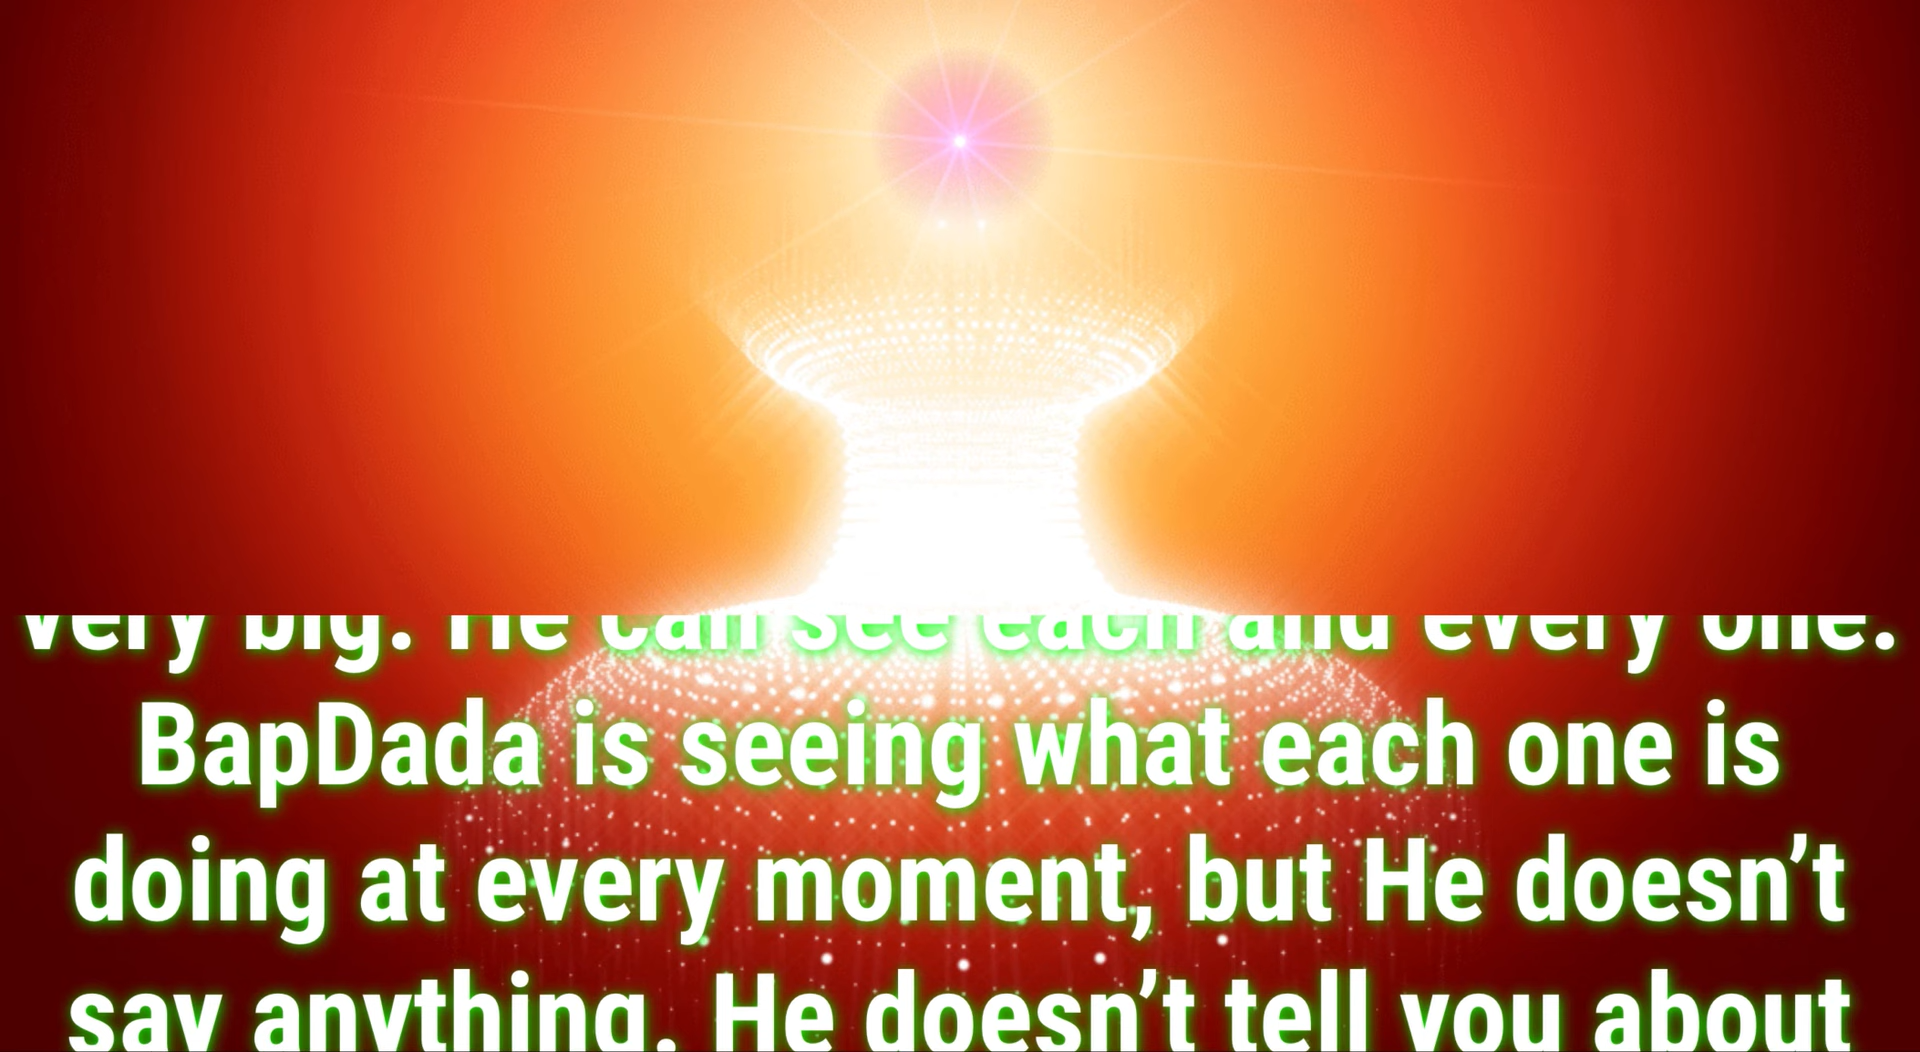 very big. He can see each and every one.
BapDada is seeing what each one is
doing at every moment, but He doesn’t
say anything. He doesn’t tell you about